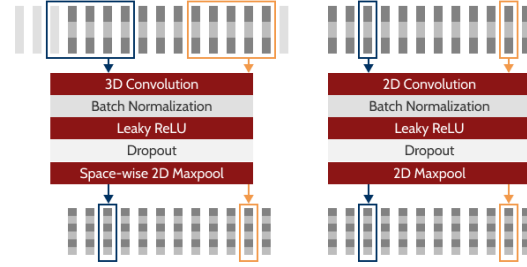 3D Convolution
Batch Normalization
Leaky ReLU
Dropout
Space-wise 2D Maxpool
2D Convolution
Batch Normalization
Leaky ReLU
Dropout
2D Maxpool